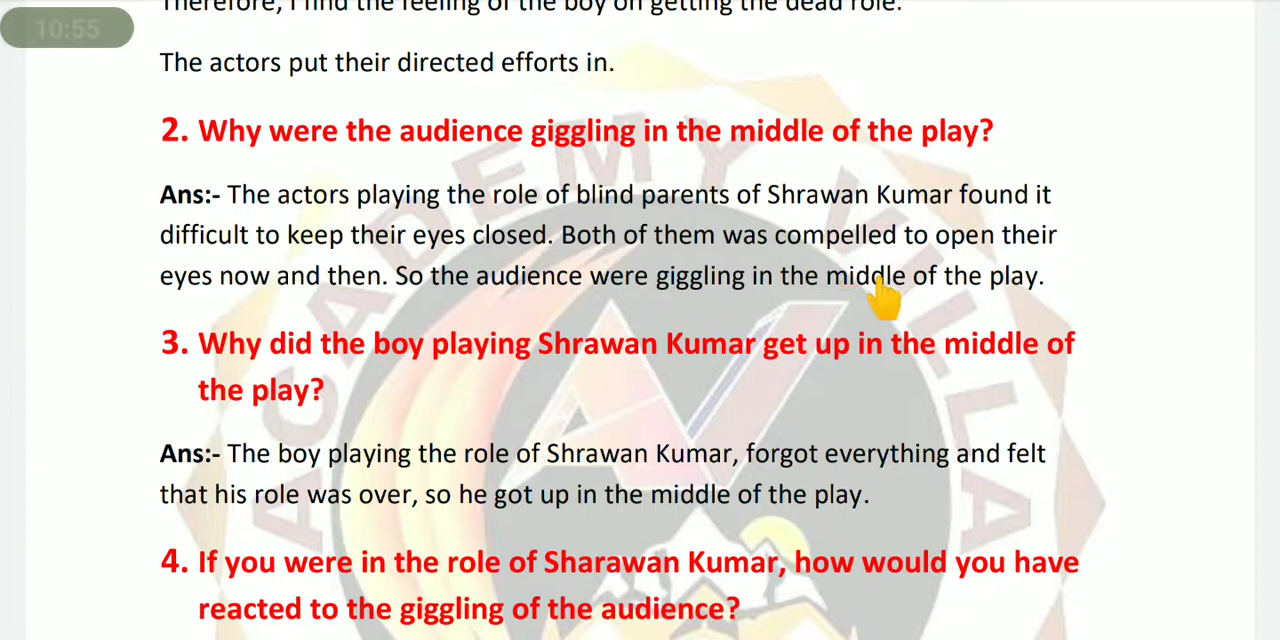 Therefore, I find the feeling of the boy on getting the dead role.
10:55
The actors put their directed efforts in.
2. Why were the audience giggling in the middle of the play?
Ans:- The actors playing the role of blind parents of Shrawan Kumar found it
difficult to keep their eyes closed. Both of them was compelled to open their
eyes now and then. So the audience were giggling in the middle of the play.
3. Why did the boy playing Shrawan Kumar get up in the middle of
the play?
Ans:- The boy playing the role of Shrawan Kumar, forgot everything and felt
that his role was over, so he got up in the middle of the play.
4. If you were in the role of Sharawan Kumar, how would you have
reacted to the giggling of the audience?
ACADEMY VILLA